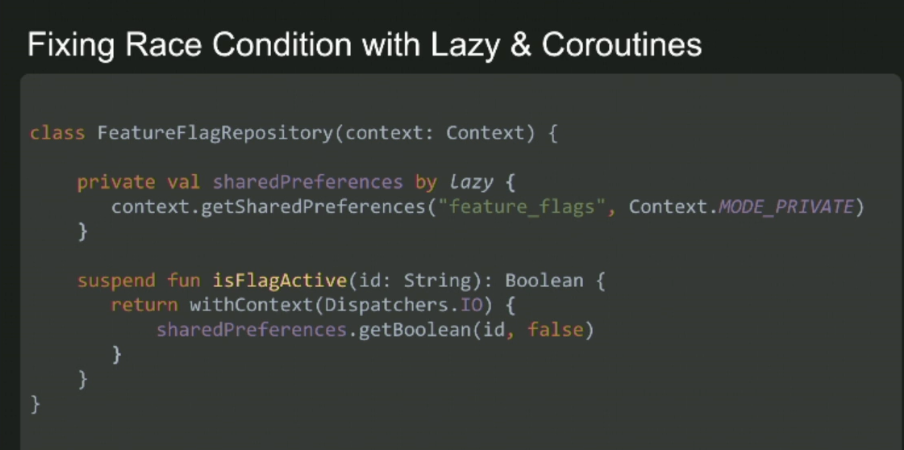 Fixing Race Condition with Lazy & Coroutines
class FeatureFlagRepository(context: Context) {
private val sharedPreferences by lazy {
context.getSharedPreferences("feature_flags", Context.MODE_PRIVATE)
}
suspend fun isFlagActive(id: String): Boolean {
return withContext(Dispatchers.IO) {
sharedPreferences.getBoolean(id, false)
}
}
}